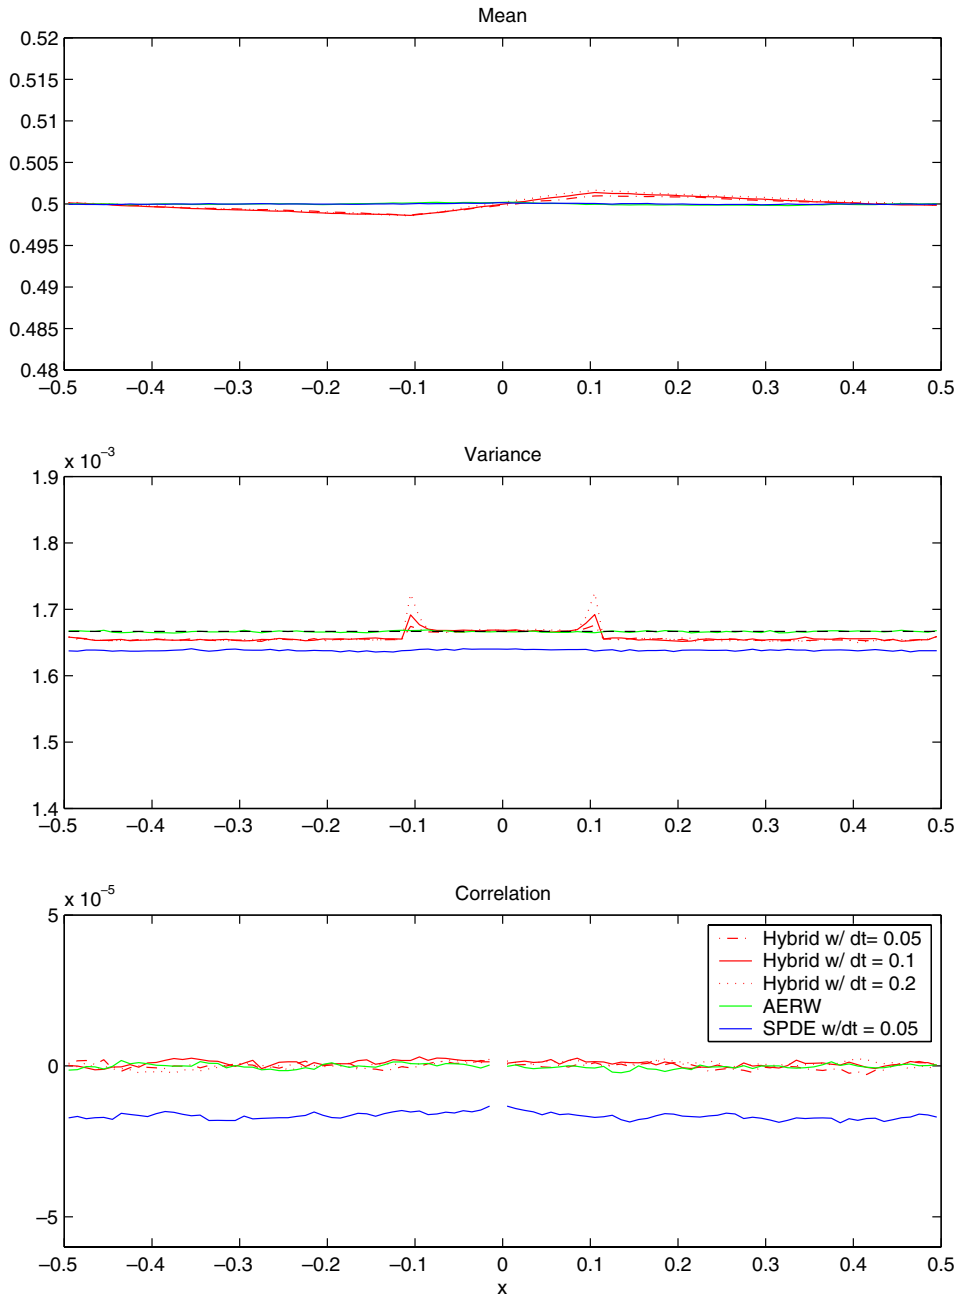 Mean
0.52
0.515
0.51
0.505
0.5
0.495
0.49
0.485
0.48
−0.5 −0.4 −0.3 −0.2 −0.1 0 0.1 0.2 0.3 0.4 0.5
Variance
x 10−3
1.9
1.8
1.7
1.6
1.5
1.4
−0.5 −0.4 −0.3 −0.2 −0.1 0 0.1 0.2 0.3 0.4 0.5
Correlation
x 10−5
5
0
−5
Hybrid w/ dt= 0.05
Hybrid w/ dt = 0.1
Hybrid w/ dt = 0.2
AERW
SPDE w/dt = 0.05
−0.5 −0.4 −0.3 −0.2 −0.1 0 0.1 0.2 0.3 0.4 0.5
x